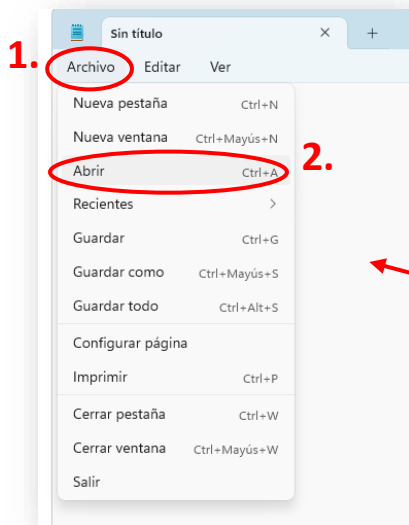 Sin título
1.
Archivo Editar Ver
Nueva pestaña Ctrl+N
Nueva ventana Ctrl+Mayús+N
2.
Abrir Ctrl+A
Recientes
Guardar Ctrl+G
Guardar como Ctrl+Mayús+S
Guardar todo Ctrl+Alt+S
Configurar página
Imprimir Ctrl+P
Cerrar pestaña Ctrl+W
Cerrar ventana Ctrl+Mayús+W
Salir